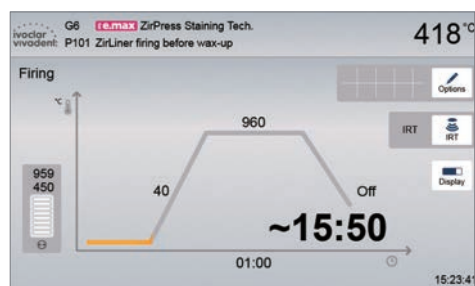 ivoclar
vivadent:
G6 e.max ZirPress Staining Tech.
P101 ZirLiner firing before wax-up
418°C
Firing
Options
°C
960
IRT
IRT
959
450
40
Display
Off
~15:50
01:00
15:23:41